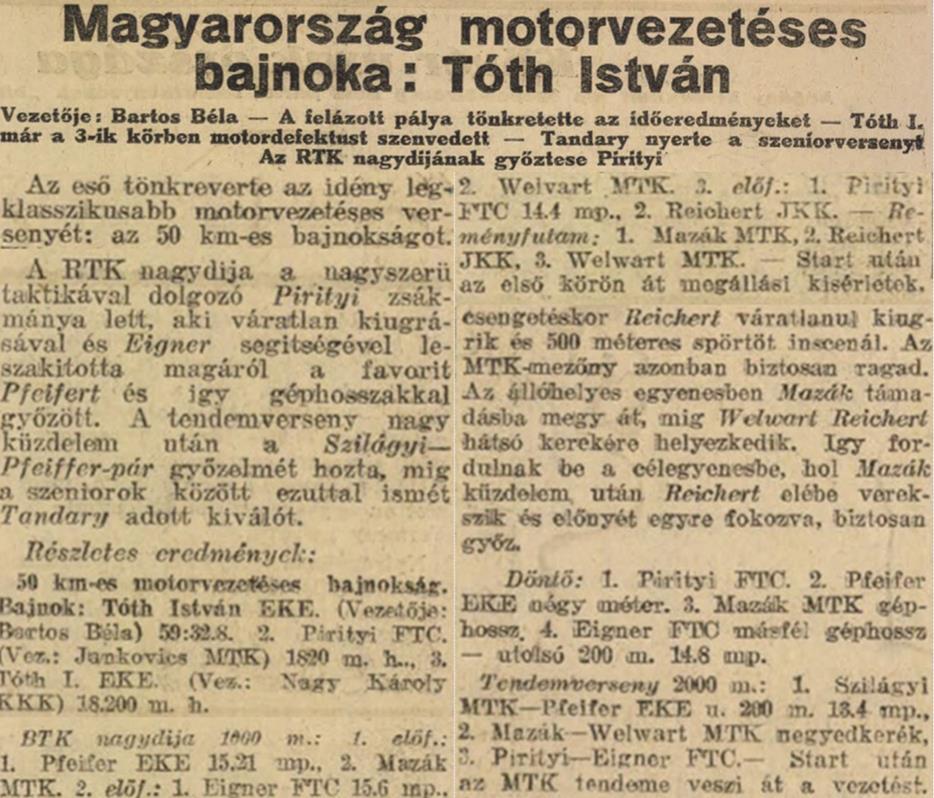 Magyarország motorvezetéses
bajnoka: Tóth István
Vezetője: Bartos Béla — A felázott pálya tönkretette az időeredményeket — Tóth I.
már a 3-ik körben motordefektust szenvedett — Tandary nyerte a szeniorversenyt
Az RTK nagydijának győztese Pirityi
Az eső tönkreverte az idény leg-
klasszikusabb motorvezetéses ver-
senyét: az 50 km-es bajnokságot.
A RTK nagydija a nagyszerü
taktikával dolgozó Pirityi zsák-
mánya lett, aki váratlan kiugrá-
sával és Eigner segitségével le-
szakitotta magáról a favorit
Pfeifert és igy géphosszakkal
győzött. A tendemverseny nagy
küzdelem után a Szilágyi—
Pfeiffer-pár győzelmét hozta, mig
a szeniorok között ezuttal ismét
Tandary adott kiválót.
Részletes eredmények:
50 km-es motorvezetéses bajnokság.
Bajnok: Tóth István EKE. (Vezetője:
Bartos Béla) 59:32.8. 2. Pirityi FTC.
(Vez.: Jankovics MTK) 1820 m. h.., 3.
Tóth I. EKE. (Vez.: Nagy Károly
KKK) 18.200 m. h.
BTK nagydija 1000 m.: 1. előf.:
1. Pfeifer EKE 15.21 mp., 2. Mazák
MTK. 2. előf.: 1. Eigner FTC 15.6 mp.,
2. Welvart MTK. 3. előf.: 1. Pirityi
FTC 14.4 mp., 2. Reichert JKK. — Re-
ményfutam: 1. Mazák MTK, 2. Reichert
JKK, 3. Welwart MTK. — Start után
az első körön át megállási kisérletek.
csengetéskor Reichert váratlanul kiug-
rik és 500 méteres spörtöt inscenál. Az
MTK-mezőny azonban biztosan ragad.
Az állóhelyes egyenesben Mazák táma-
dásba megy át, mig Welwart Reichert
hátsó kerekére helyezkedik. Igy for-
dulnak be a célegyenesbe, hol Mazák
küzdelem után Reichert elébe verek-
szik és előnyét egyre fokozva, biztosan
győz.
Döntő: 1. Pirityi FTC. 2. Pfeifer
EKE négy méter. 3. Mazák MTK gép-
hossz, 4. Eigner FTC másfél géphossz
— utolsó 200 m. 14.8 mp.
Tendemverseny 2000 m.: 1. Szilágyi
MTK—Pfeifer EKE u. 200 m. 13.4 mp.,
2. Mazák—Welwart MTK negyedkerék,
3. Pirityi—Eigner FTC.— Start után
az MTK tendeme veszi át a vezetést.